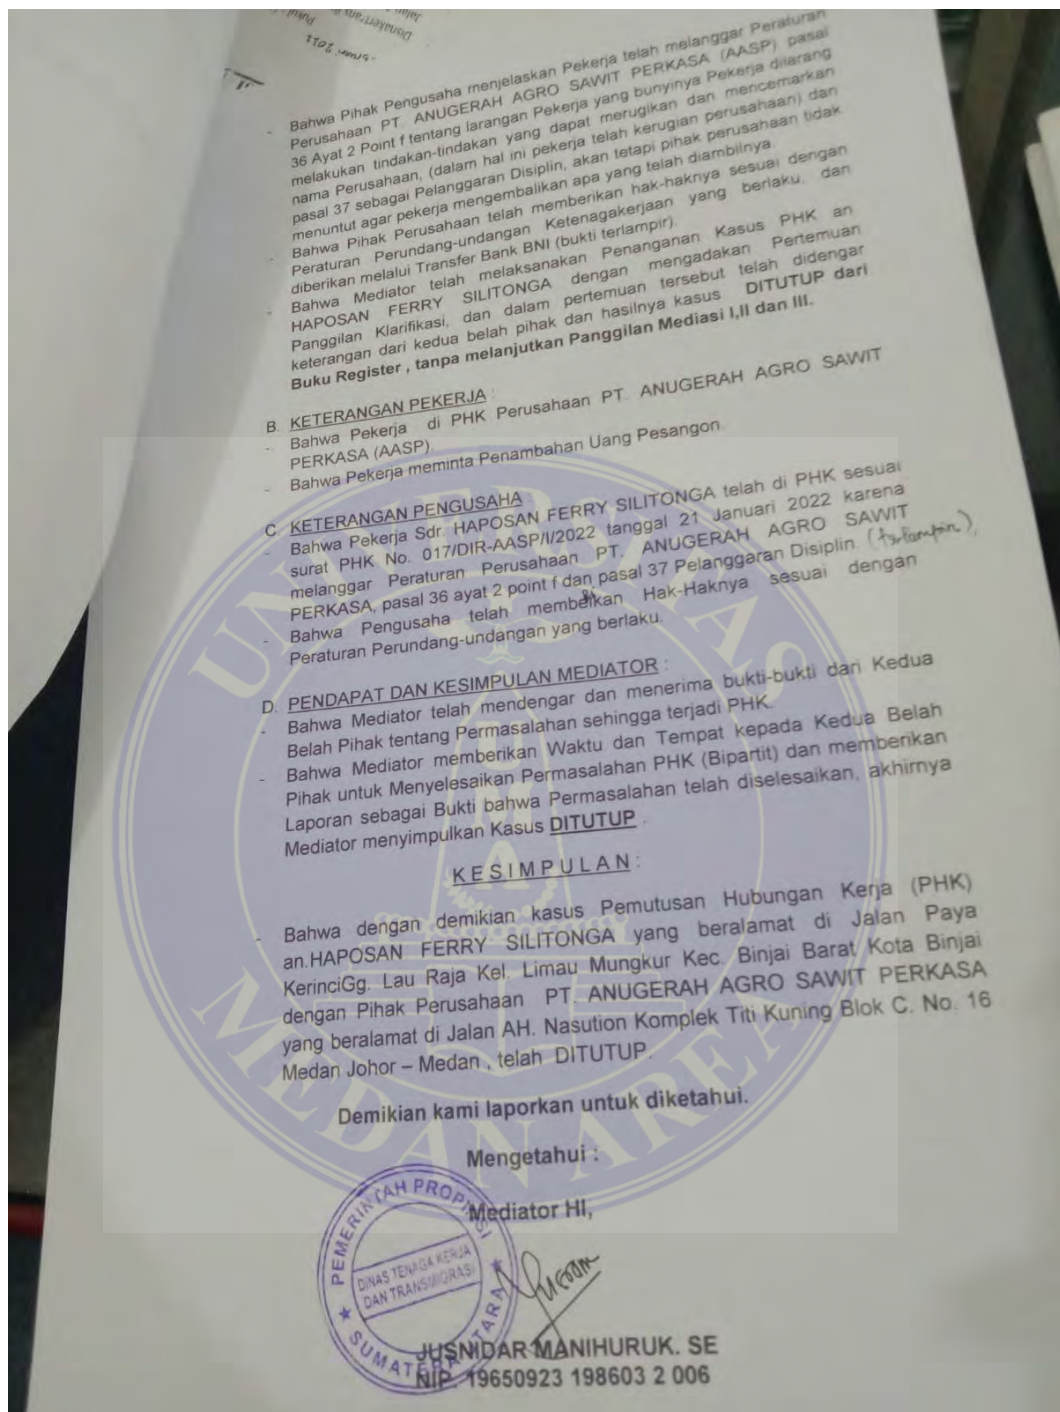 Disnakertrans
Pukul
- Bahwa Pihak Pengusaha menjelaskan Pekerja telah melanggar Peraturan
Perusahaan PT. ANUGERAH AGRO SAWIT PERKASA (AASP) pasal
36 Ayat 2 Point f tentang larangan Pekerja yang bunyinya Pekerja dilarang
melakukan tindakan-tindakan yang dapat merugikan dan mencemarkan
nama Perusahaan, (dalam hal ini pekerja telah kerugian perusahaan) dan
pasal 37 sebagai Pelanggaran Disiplin, akan tetapi pihak perusahaan tidak
menuntut agar pekerja mengembalikan apa yang telah diambilnya.
- Bahwa Pihak Perusahaan telah memberikan hak-haknya sesuai dengan
Peraturan Perundang-undangan Ketenagakerjaan yang berlaku, dan
diberikan melalui Transfer Bank BNI (bukti terlampir).
- Bahwa Mediator telah melaksanakan Penanganan Kasus PHK an
HAPOSAN FERRY SILITONGA dengan mengadakan Pertemuan
Panggilan Klarifikasi, dan dalam pertemuan tersebut telah didengar
keterangan dari kedua belah pihak dan hasilnya kasus DITUTUP dari
Buku Register , tanpa melanjutkan Panggilan Mediasi I,II dan III.
B. KETERANGAN PEKERJA :
- Bahwa Pekerja di PHK Perusahaan PT. ANUGERAH AGRO SAWIT
PERKASA (AASP).
- Bahwa Pekerja meminta Penambahan Uang Pesangon.
C. KETERANGAN PENGUSAHA :
- Bahwa Pekerja Sdr. HAPOSAN FERRY SILITONGA telah di PHK sesuai
surat PHK No. 017/DIR-AASP/I/2022 tanggal 21 Januari 2022 karena
melanggar Peraturan Perusahaan PT. ANUGERAH AGRO SAWIT
PERKASA, pasal 36 ayat 2 point f dan pasal 37 Pelanggaran Disiplin. (terlampir),
- Bahwa Pengusaha telah memberikan Hak-Haknya sesuai dengan
Peraturan Perundang-undangan yang berlaku.
D. PENDAPAT DAN KESIMPULAN MEDIATOR :
- Bahwa Mediator telah mendengar dan menerima bukti-bukti dari Kedua
Belah Pihak tentang Permasalahan sehingga terjadi PHK.
- Bahwa Mediator memberikan Waktu dan Tempat kepada Kedua Belah
Pihak untuk Menyelesaikan Permasalahan PHK (Bipartit) dan memberikan
Laporan sebagai Bukti bahwa Permasalahan telah diselesaikan, akhirnya
Mediator menyimpulkan Kasus DITUTUP .
K E S I M P U L A N :
- Bahwa dengan demikian kasus Pemutusan Hubungan Kerja (PHK)
an.HAPOSAN FERRY SILITONGA yang beralamat di Jalan Paya
KerinciGg. Lau Raja Kel. Limau Mungkur Kec. Binjai Barat Kota Binjai
dengan Pihak Perusahaan PT. ANUGERAH AGRO SAWIT PERKASA
yang beralamat di Jalan AH. Nasution Komplek Titi Kuning Blok C. No. 16
Medan Johor – Medan , telah DITUTUP.
Demikian kami laporkan untuk diketahui.
Mengetahui :
Mediator HI,
PEMERINTAH PROPINSI
DINAS TENAGA KERJA
DAN TRANSMIGRASI
SUMATERA UTARA
JUSNIDAR MANIHURUK. SE
NIP. 19650923 198603 2 006
UNIVERSITAS
MEDAN AREA